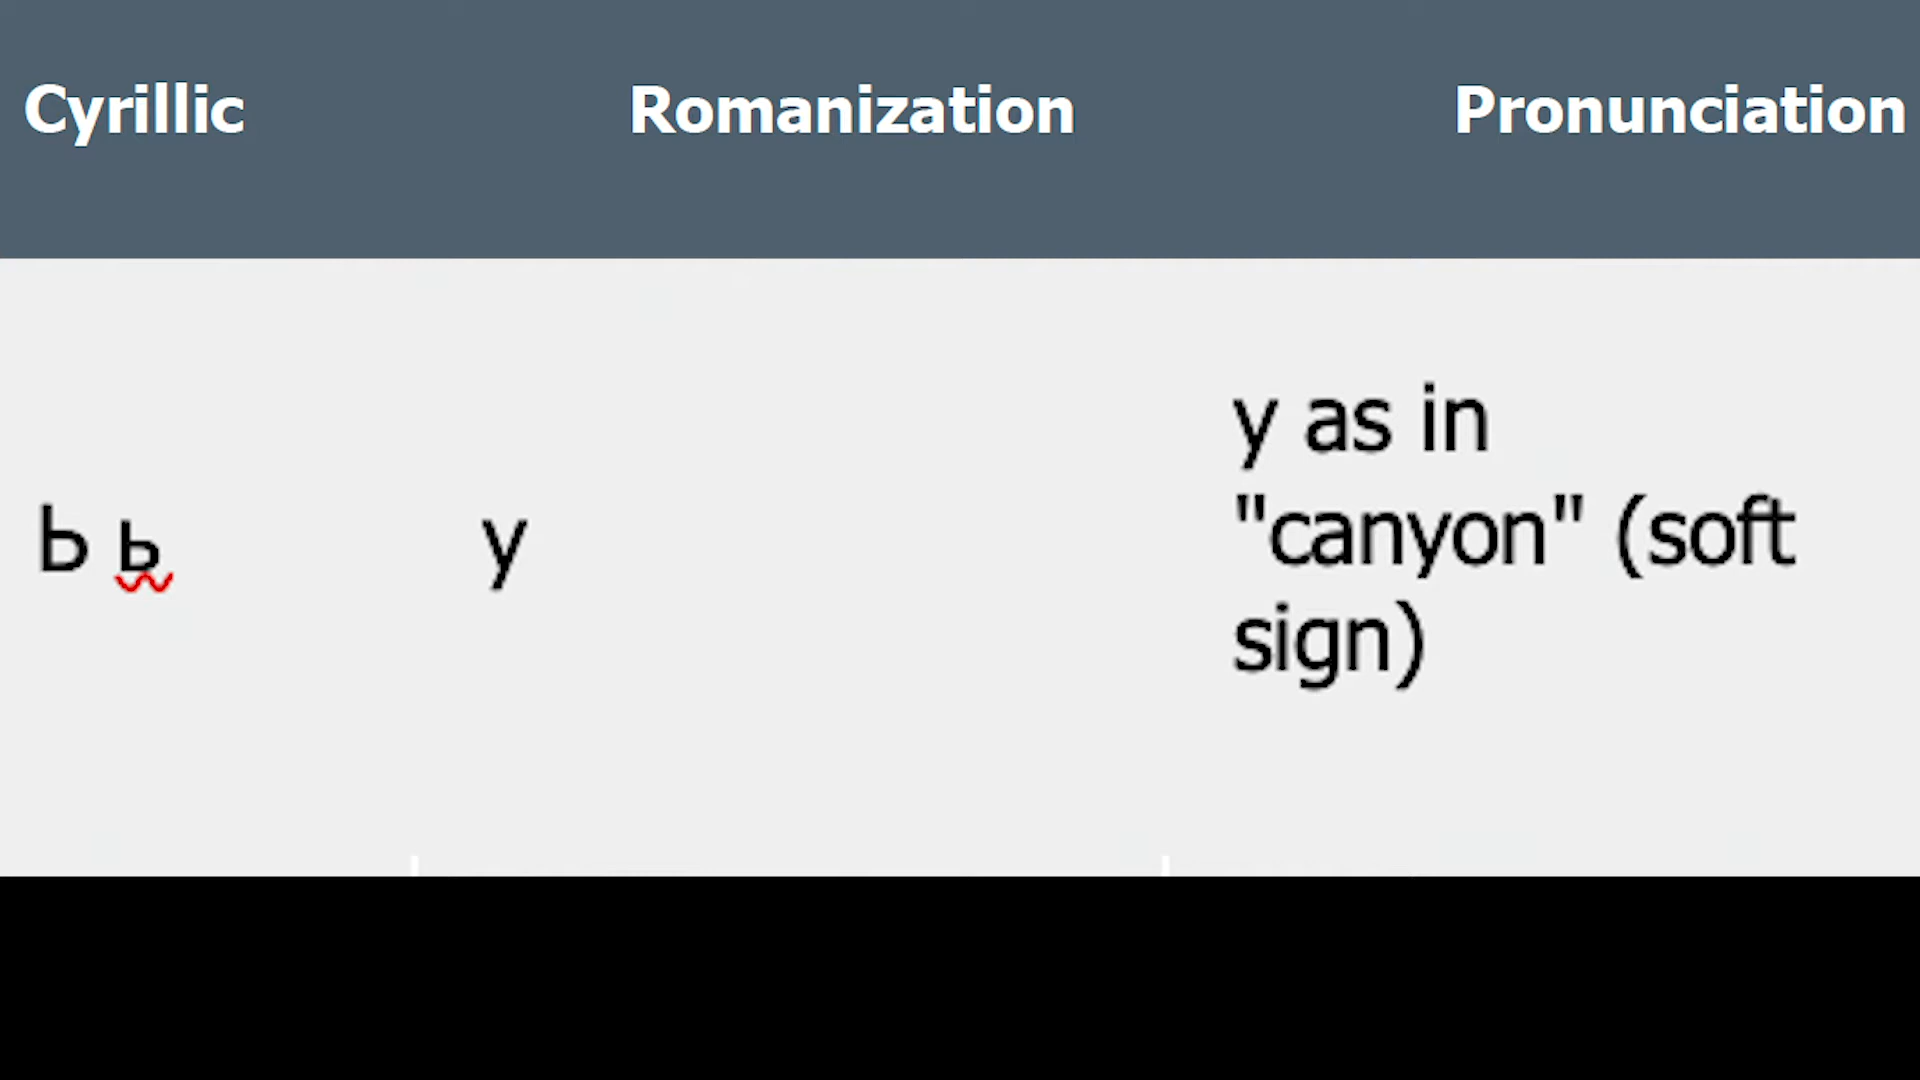 Cyrillic Romanization Pronunciation
Ь ь y y as in
"canyon" (soft
sign)